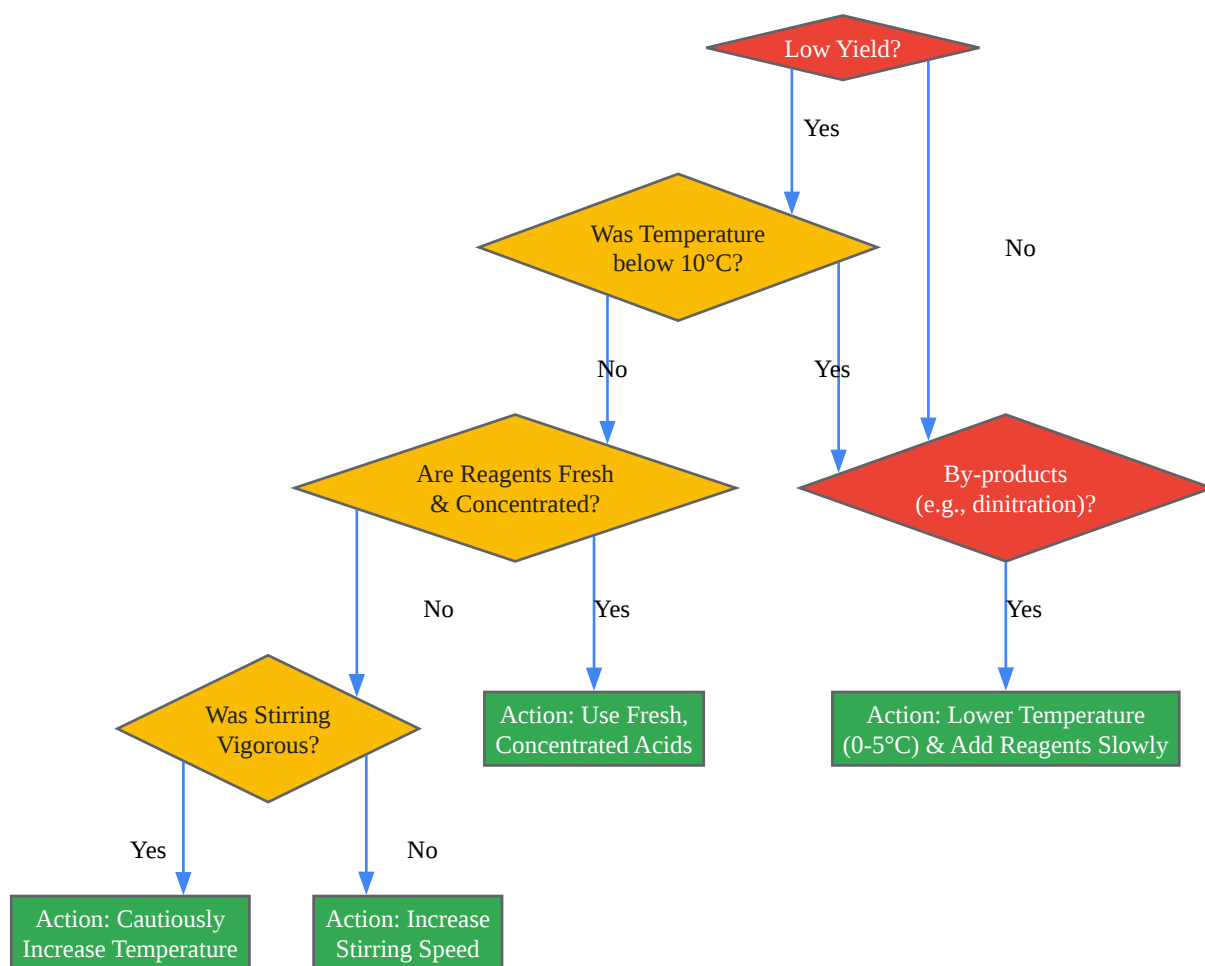 Low Yield?
Yes
Was Temperature
below 10°C?
No
No
Yes
Are Reagents Fresh
& Concentrated?
By-products
(e.g., dinitration)?
No
Yes
Yes
Was Stirring
Vigorous?
Action: Use Fresh,
Concentrated Acids
Action: Lower Temperature
(0-5°C) & Add Reagents Slowly
Yes
No
Action: Cautiously
Increase Temperature
Action: Increase
Stirring Speed